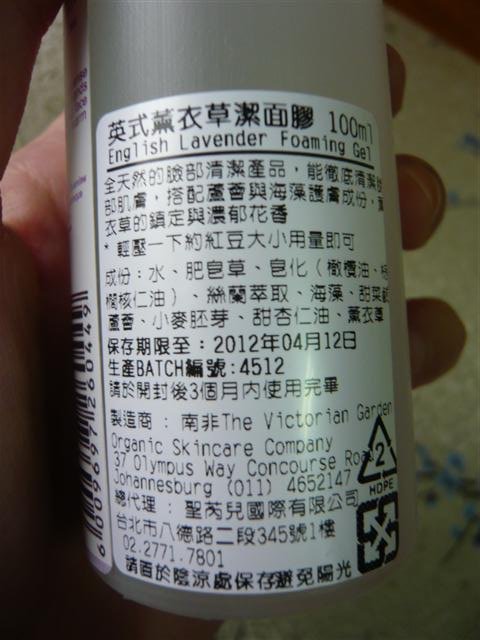 英式薰衣草潔面膠 100ml
English Lavender Foaming Gel
全天然的臉部清潔產品，能徹底清潔
部肌膚，搭配蘆薈與海藻護膚成份，
衣草的鎮定與濃郁花香
* 輕壓一下約紅豆大小用量即可
成份：水、肥皂草、皂化（橄欖油、
櫚核仁油）、絲蘭萃取、海藻、甜菜
蘆薈、小麥胚芽、甜杏仁油、薰衣草
保存期限至：2012年04月12日
生產BATCH編號：4512
請於開封後3個月內使用完畢
製造商：南非The Victorian Garden
Organic Skincare Company
37 Olympus Way Concourse Road
Johannesburg (011) 4652147
總代理：聖芮兒國際有限公司
台北市八德路二段345號1樓
02.2771.7801
請置於陰涼處保存避免陽光
2
HDPE
6009697260449